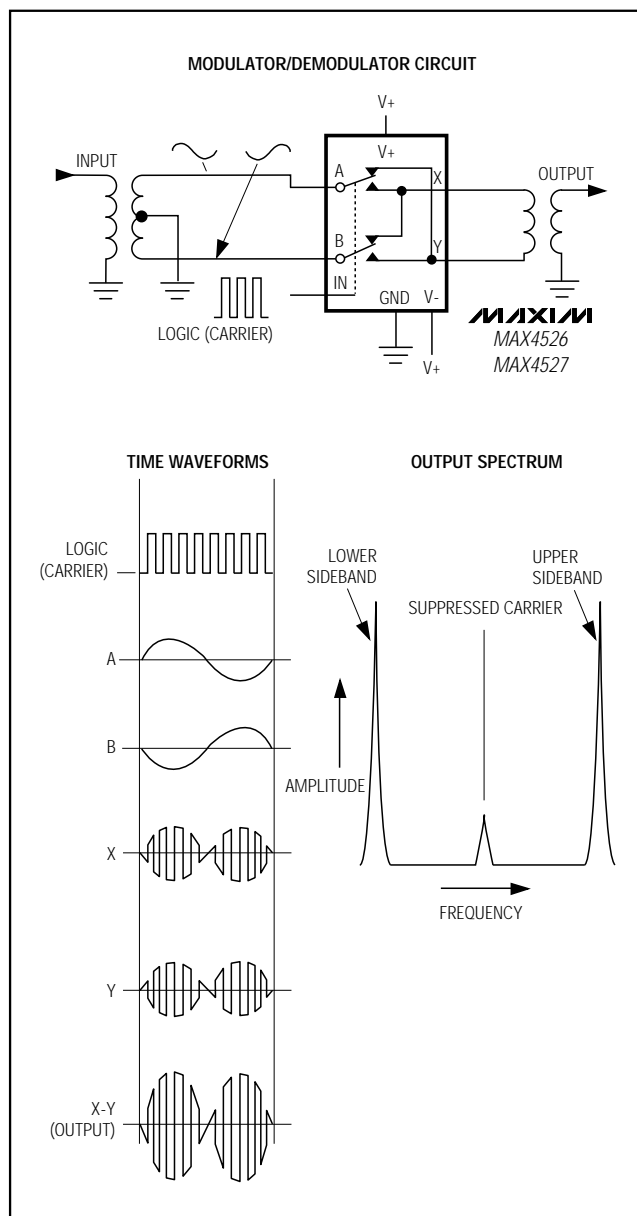 MODULATOR/DEMODULATOR CIRCUIT
V+
V+
INPUT
A
X
OUTPUT
B
Y
IN
GND
V-
LOGIC (CARRIER)
V+
MAXIM
MAX4526
MAX4527
TIME WAVEFORMS
LOGIC
(CARRIER)
A
B
X
Y
X-Y
(OUTPUT)
OUTPUT SPECTRUM
LOWER
SIDEBAND
UPPER
SIDEBAND
SUPPRESSED CARRIER
AMPLITUDE
FREQUENCY